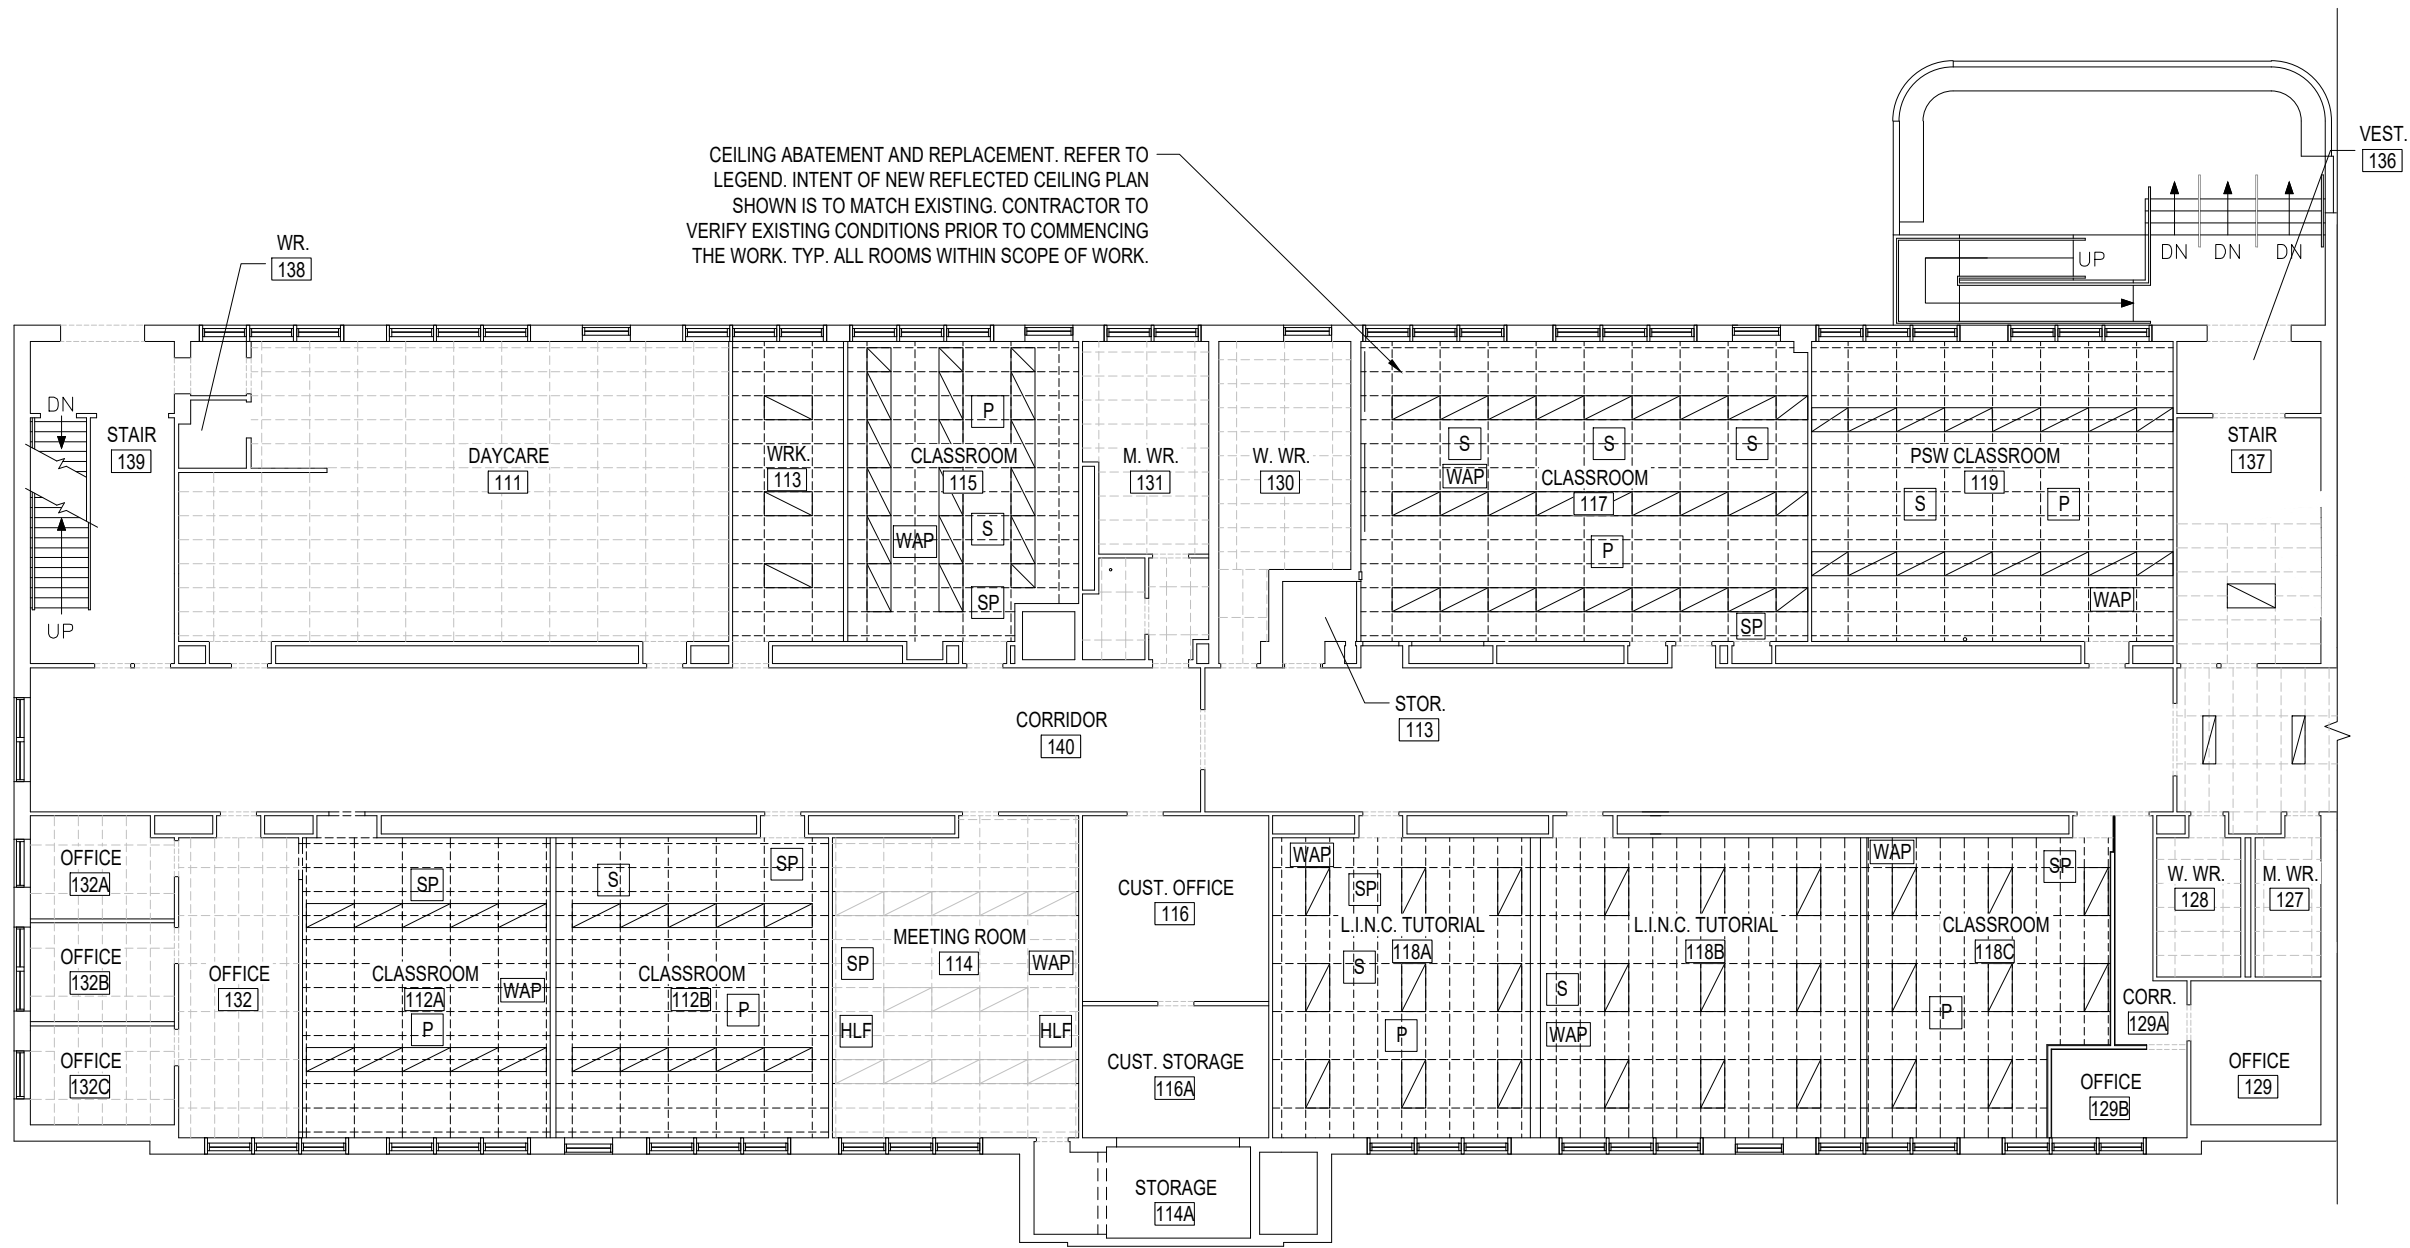 CEILING ABATEMENT AND REPLACEMENT. REFER TO
LEGEND. INTENT OF NEW REFLECTED CEILING PLAN
SHOWN IS TO MATCH EXISTING. CONTRACTOR TO
VERIFY EXISTING CONDITIONS PRIOR TO COMMENCING
THE WORK. TYP. ALL ROOMS WITHIN SCOPE OF WORK.
VEST.
136
WR.
138
DN
DN
DN
UP
DN
STAIR
139
UP
DAYCARE
111
WRK.
113
P
CLASSROOM
115
S
WAP
SP
M. WR.
131
W. WR.
130
S
S
S
WAP
CLASSROOM
117
P
SP
PSW CLASSROOM
119
S
P
WAP
STAIR
137
CORRIDOR
140
STOR.
113
OFFICE
132A
OFFICE
132B
OFFICE
132C
OFFICE
132
SP
CLASSROOM
112A
WAP
P
S
SP
CLASSROOM
112B
P
MEETING ROOM
114
SP
WAP
HLF
HLF
CUST. OFFICE
116
CUST. STORAGE
116A
STORAGE
114A
WAP
SP
L.I.N.C. TUTORIAL
118A
S
P
L.I.N.C. TUTORIAL
118B
S
WAP
WAP
SP
CLASSROOM
118C
P
CORR.
129A
OFFICE
129B
W. WR.
128
M. WR.
127
OFFICE
129